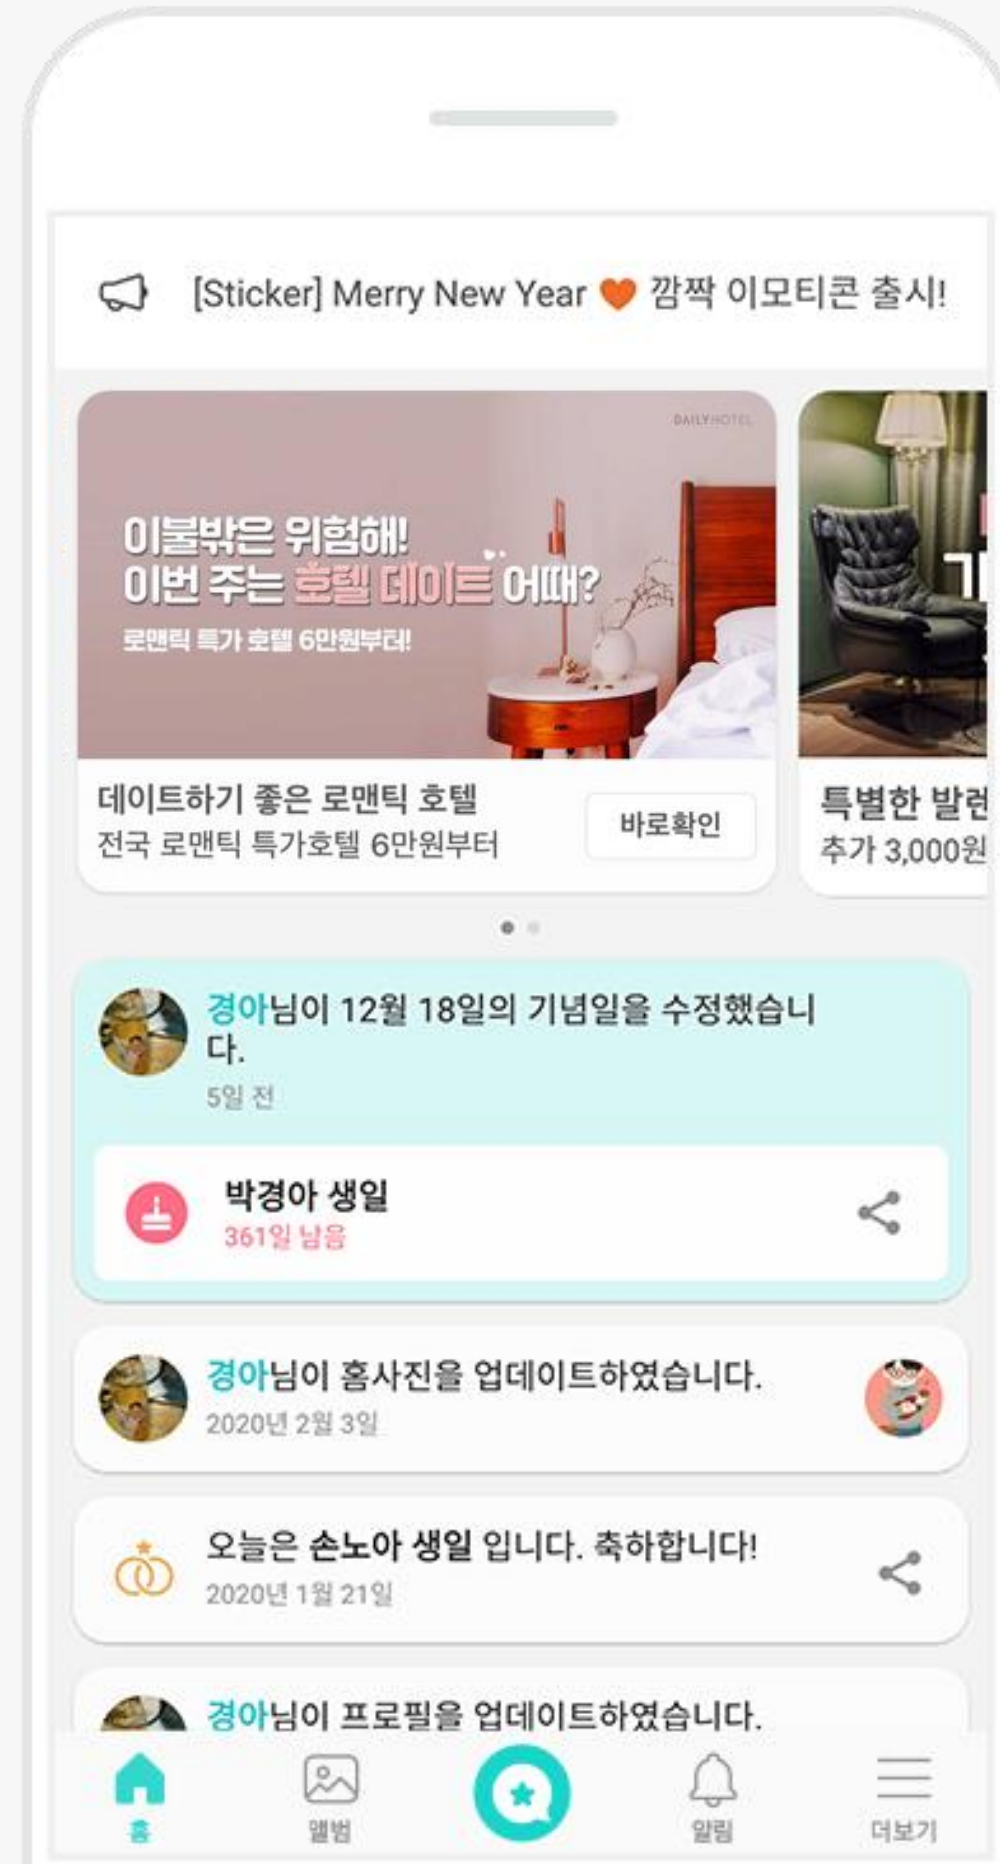 [Sticker] Merry New Year 🧡 깜짝 이모티콘 출시!
DAILYHOTEL
이불밖은 위험해!
이번 주는 호텔 데이트 어때?
로맨틱 특가 호텔 6만원부터!
데이트하기 좋은 로맨틱 호텔
전국 로맨틱 특가호텔 6만원부터
바로확인
특별한 발렌
추가 3,000원
경아님이 12월 18일의 기념일을 수정했습니
다.
5일 전
박경아 생일
361일 남음
경아님이 홈사진을 업데이트하였습니다.
2020년 2월 3일
오늘은 손노아 생일 입니다. 축하합니다!
2020년 1월 21일
경아님이 프로필을 업데이트하였습니다.
홈
앨범
알림
더보기